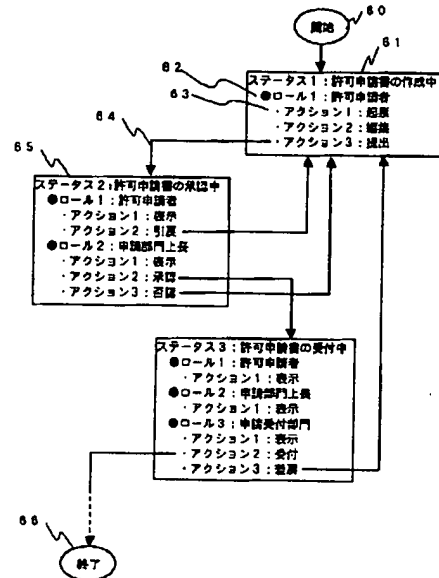 60
開始
61
62
63
64
ステータス1:許可申請書の作成中
●ロール1:許可申請者
・アクション1:起票
・アクション2:編集
・アクション3:提出
65
ステータス2:許可申請書の承認中
●ロール1:許可申請者
・アクション1:表示
・アクション2:引戻
●ロール2:申請部門上長
・アクション1:表示
・アクション2:承認
・アクション3:否認
ステータス3:許可申請書の受付中
●ロール1:許可申請者
・アクション1:表示
●ロール2:申請部門上長
・アクション1:表示
●ロール3:申請受付部門
・アクション1:表示
・アクション2:受付
・アクション3:差戻
66
終了